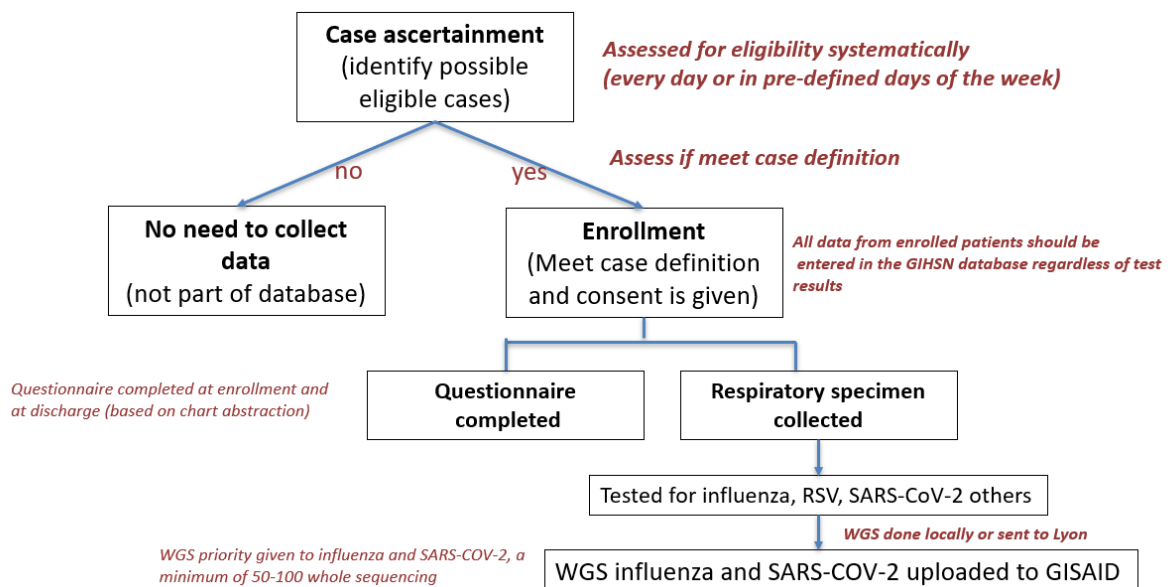 Case ascertainment
(identify possible
eligible cases)
Assessed for eligibility systematically
(every day or in pre-defined days of the week)
no
yes
Assess if meet case definition
No need to collect
data
(not part of database)
Enrollment
(Meet case definition
and consent is given)
All data from enrolled patients should be
entered in the GIHSN database regardless of test
results
Questionnaire completed at enrollment and
at discharge (based on chart abstraction)
Questionnaire
completed
Respiratory specimen
collected
Tested for influenza, RSV, SARS-CoV-2 others
WGS done locally or sent to Lyon
WGS priority given to influenza and SARS-COV-2, a
minimum of 50-100 whole sequencing
WGS influenza and SARS-COV-2 uploaded to GISAID